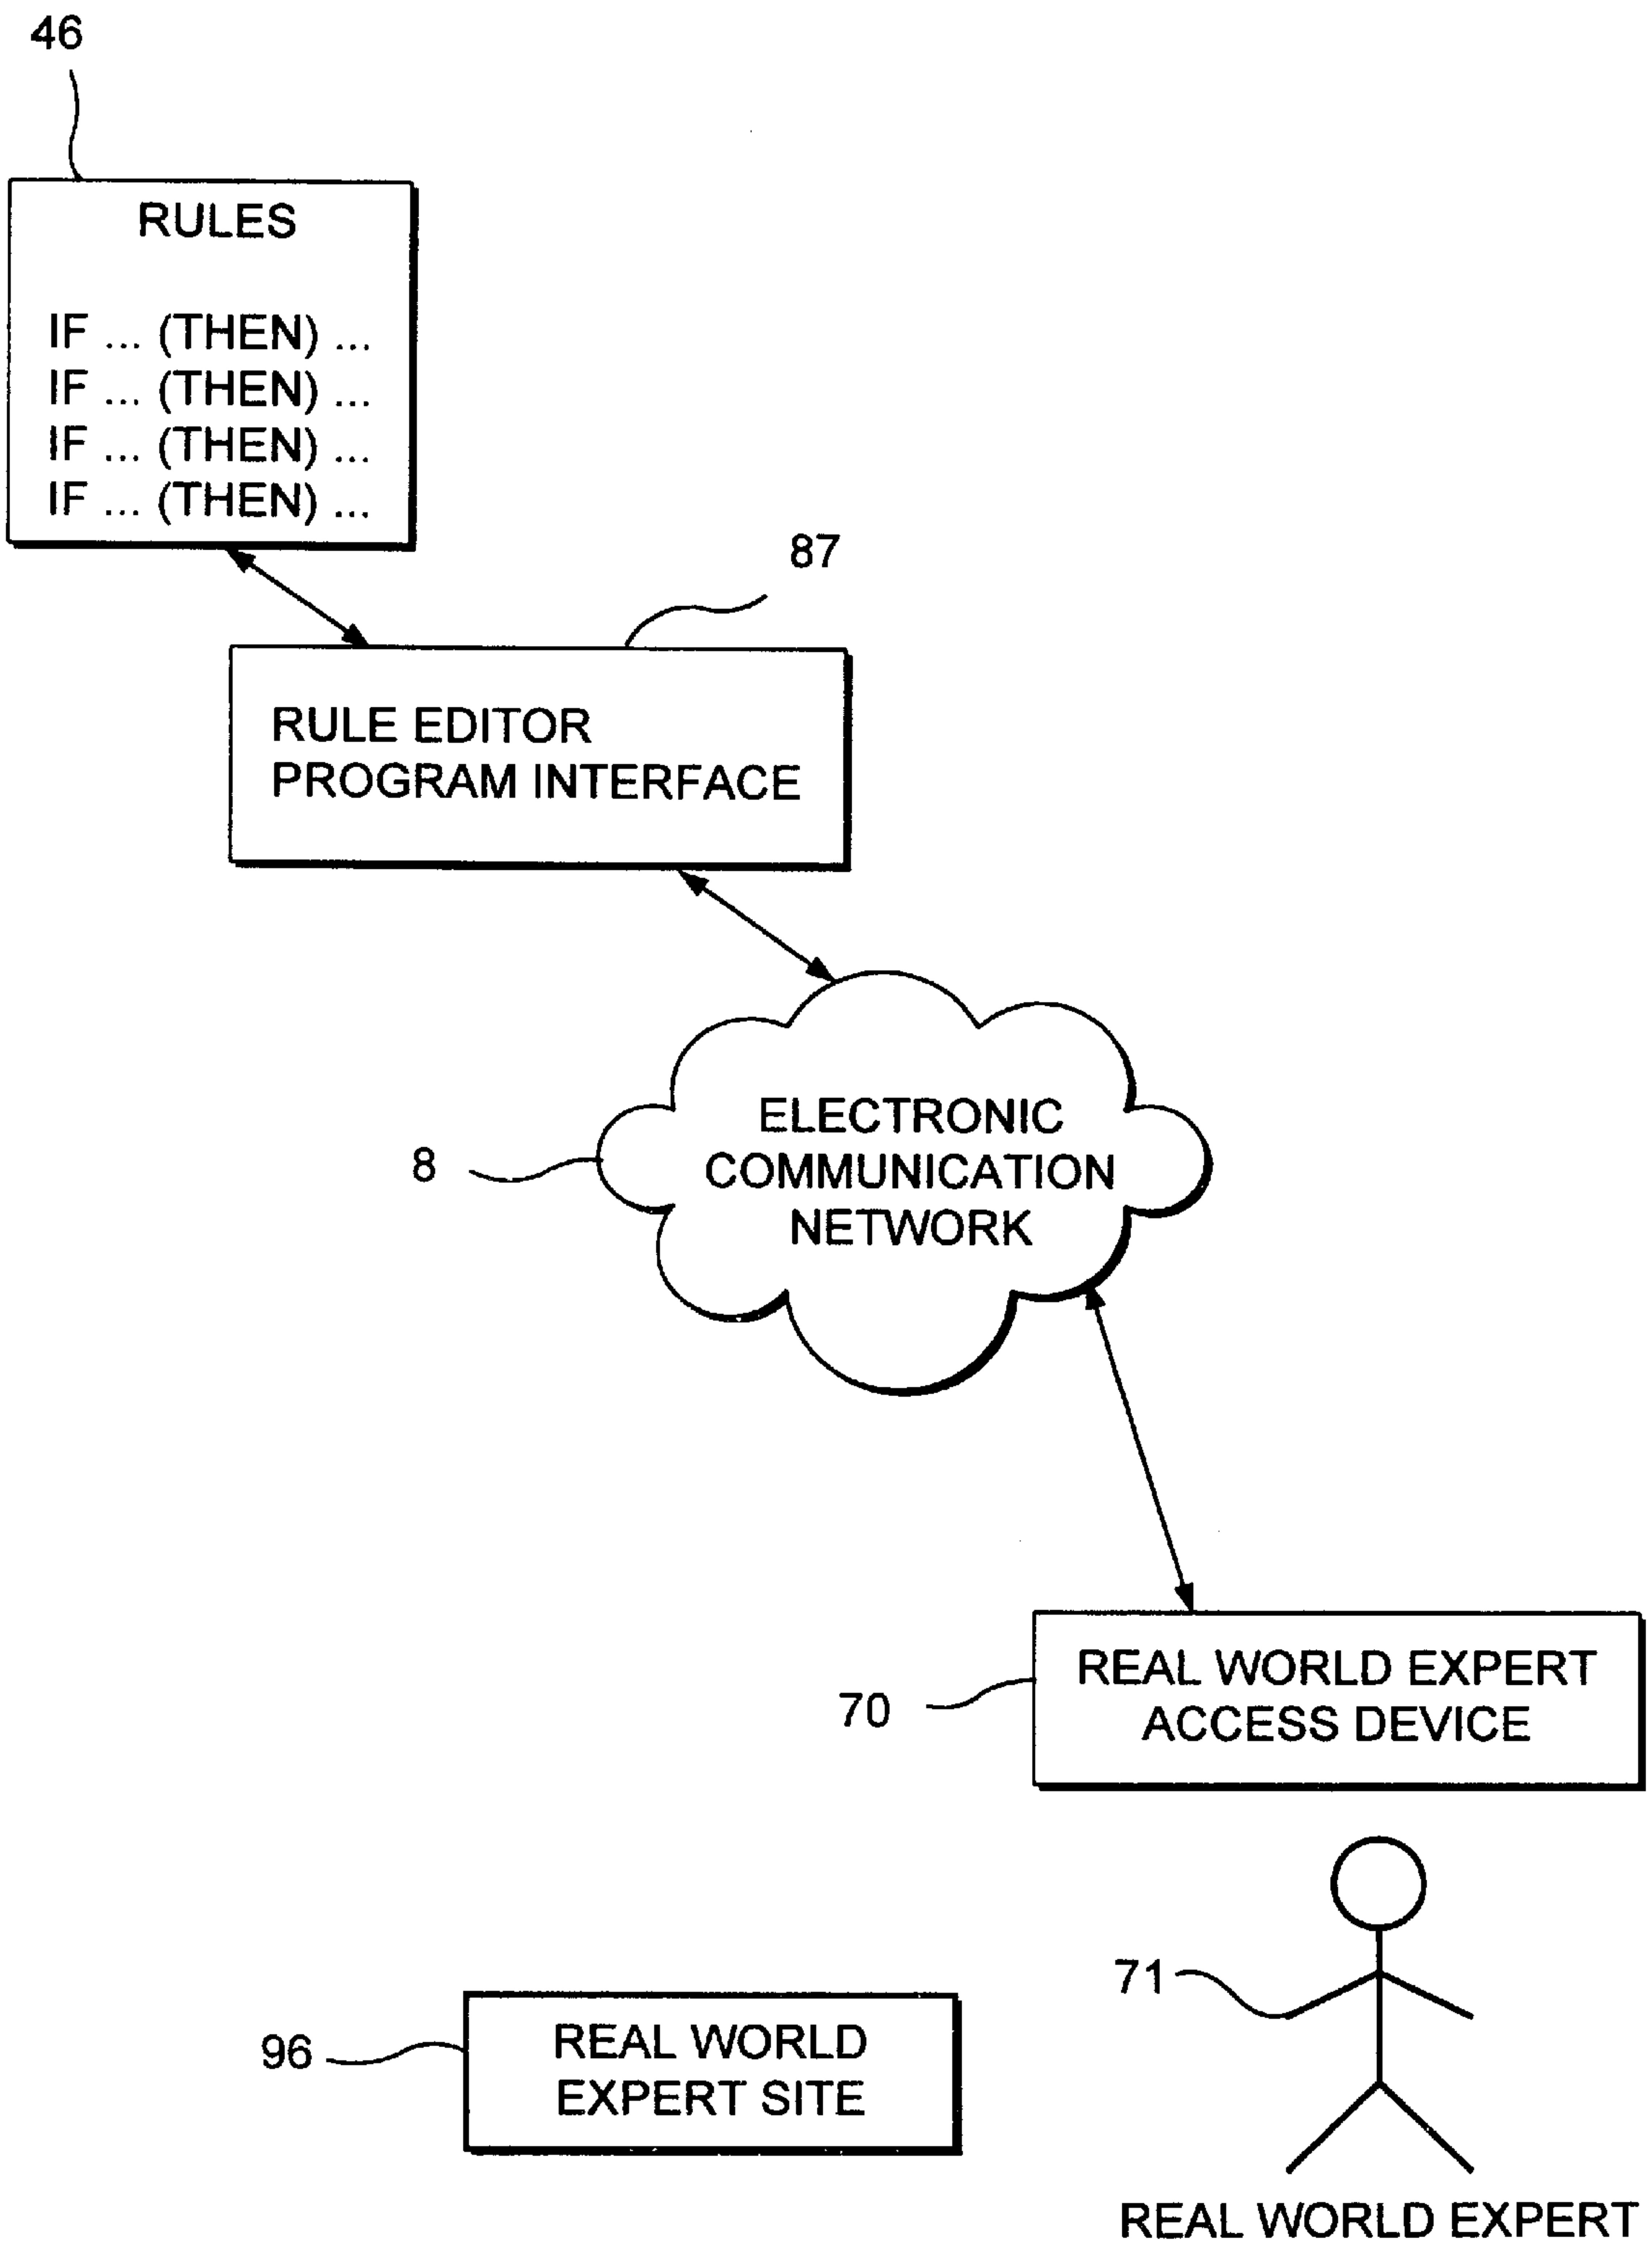 46
RULES
IF ... (THEN) ...
IF ... (THEN) ...
IF ... (THEN) ...
IF ... (THEN) ...
87
RULE EDITOR
PROGRAM INTERFACE
ELECTRONIC
COMMUNICATION
NETWORK
8
REAL WORLD EXPERT
ACCESS DEVICE
70
71
96
REAL WORLD
EXPERT SITE
REAL WORLD EXPERT